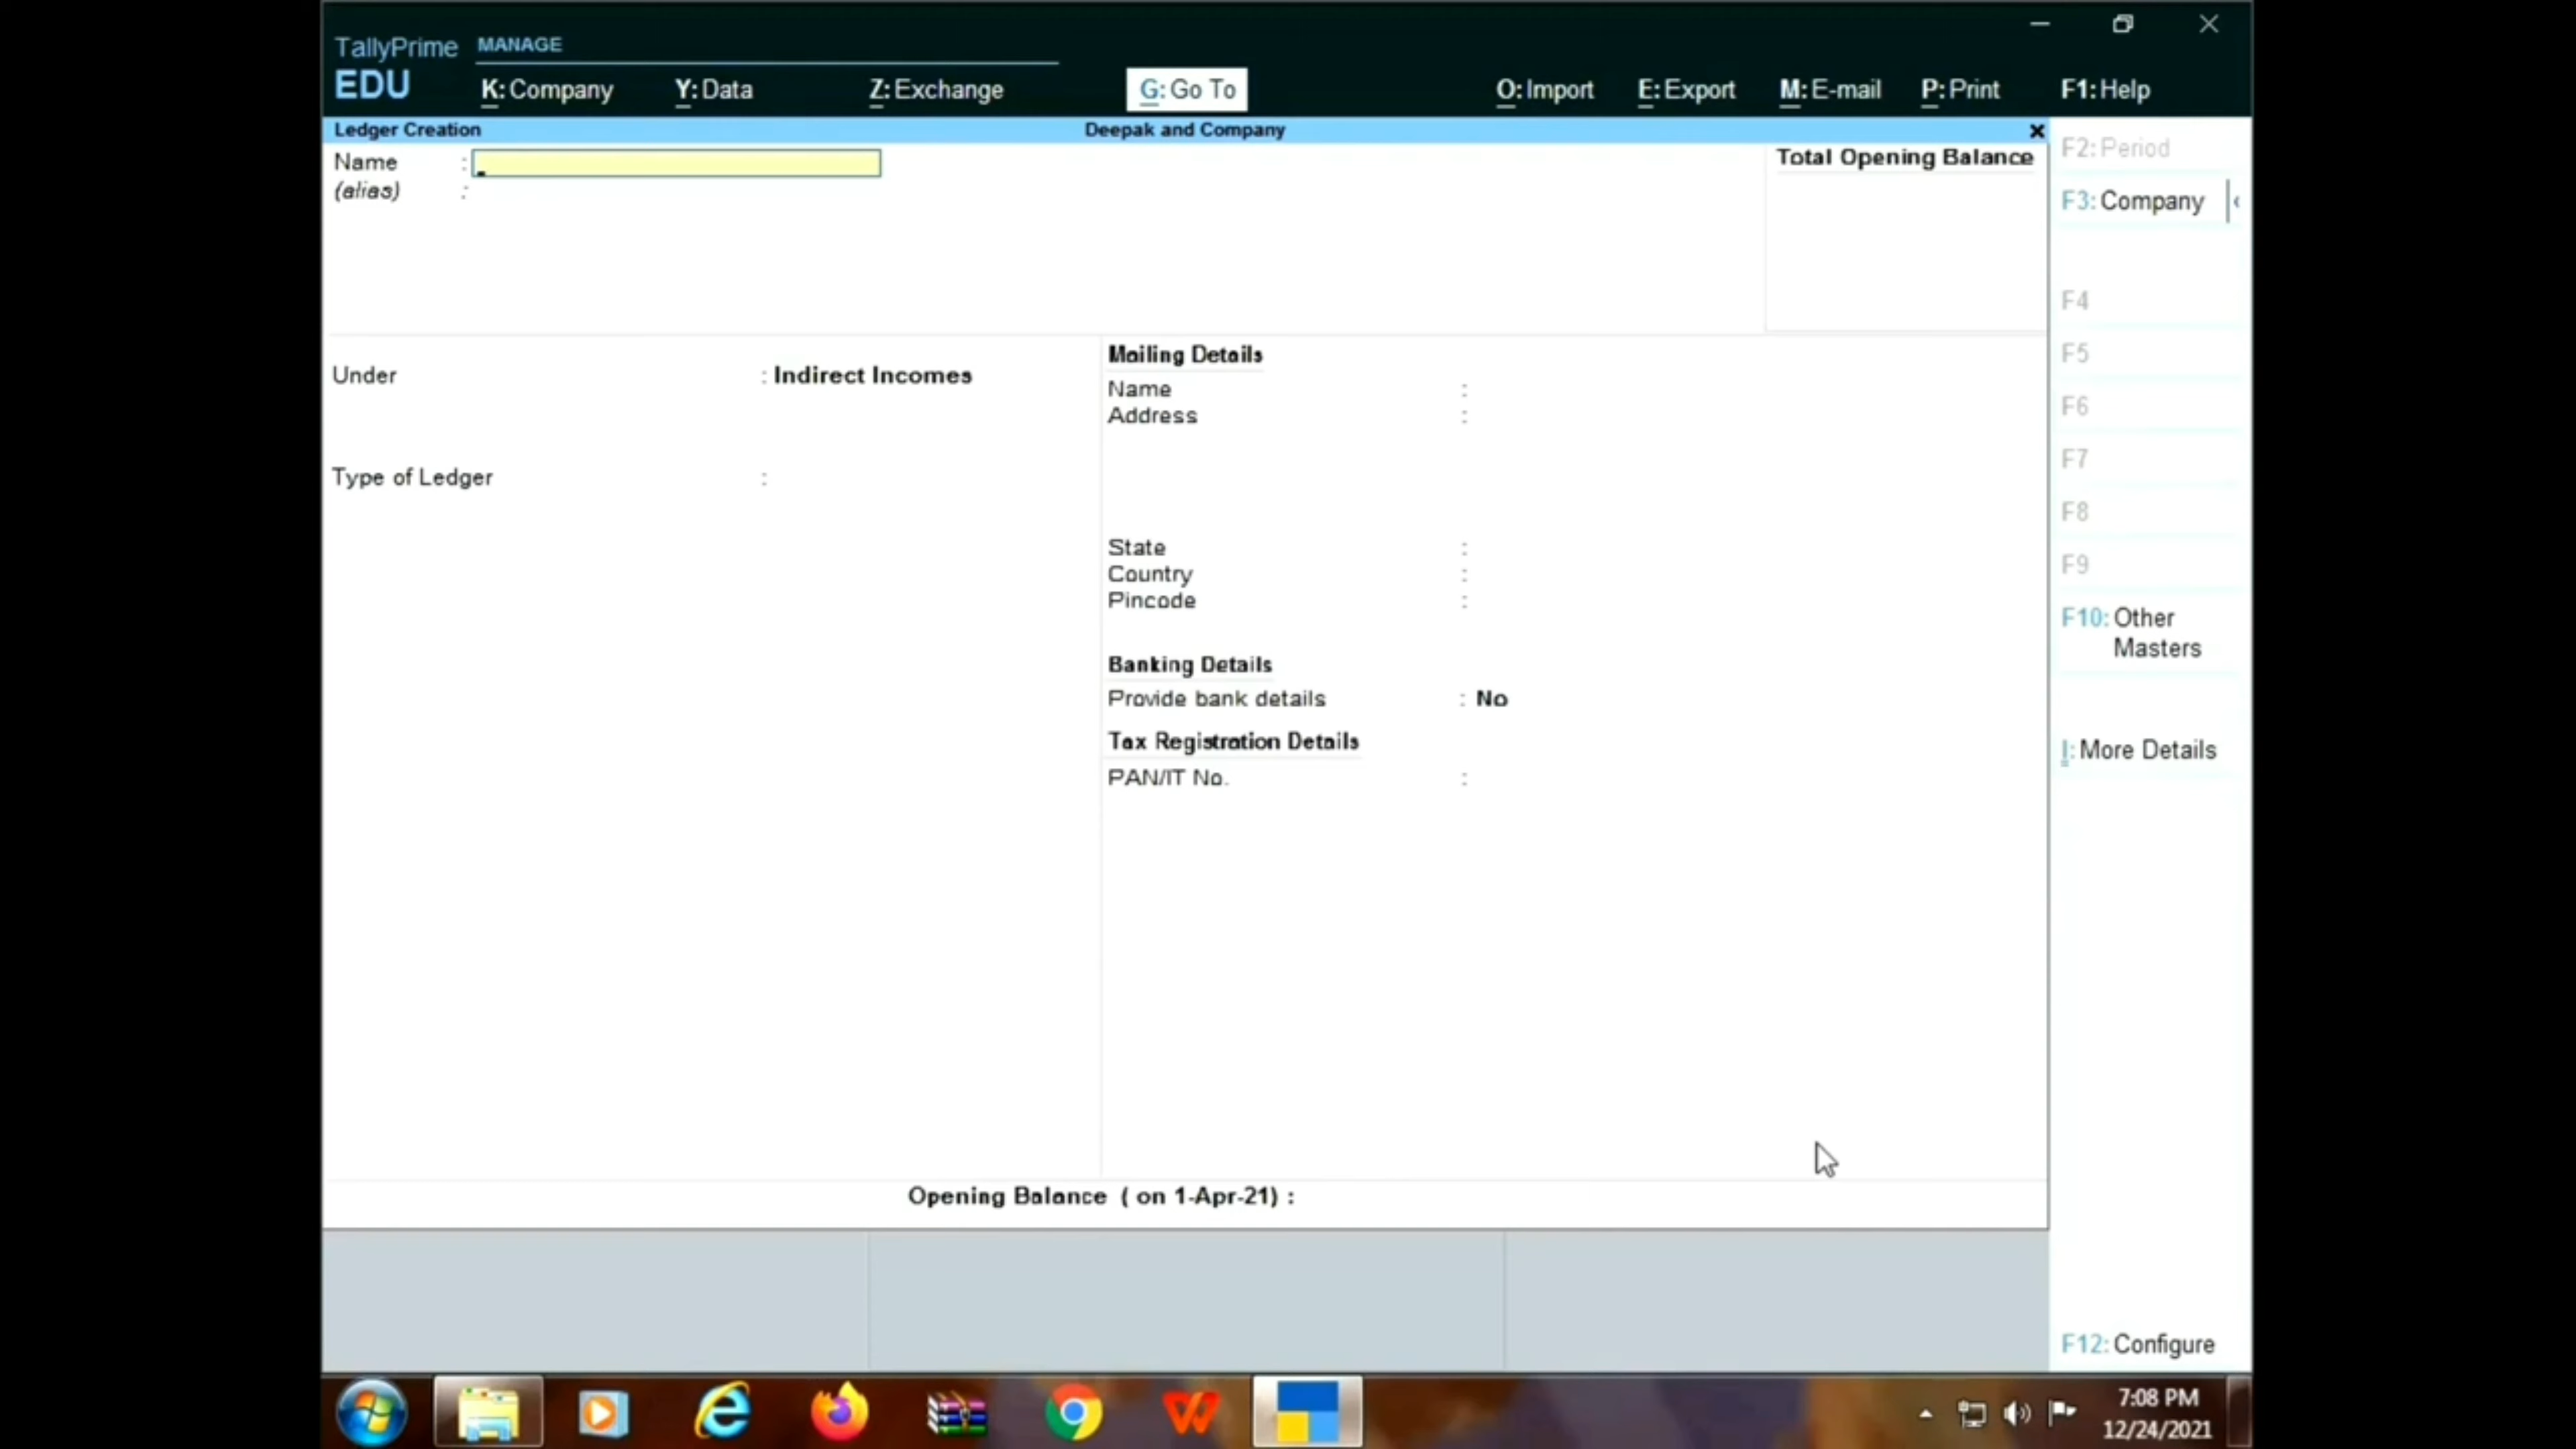 TallyPrime
EDU
MANAGE
K: Company
Y: Data
Z: Exchange
G: Go To
O: Import
E: Export
M: E-mail
P: Print
F1: Help
Ledger Creation
Deepak and Company
Name :
(alias) :
Total Opening Balance
Under : Indirect Incomes
Type of Ledger :
Mailing Details
Name :
Address :
State :
Country :
Pincode :
Banking Details
Provide bank details : No
Tax Registration Details
PAN/IT No. :
Opening Balance ( on 1-Apr-21) :
F2: Period
F3: Company
F4
F5
F6
F7
F8
F9
F10: Other
Masters
I: More Details
F12: Configure
7:08 PM
12/24/2021